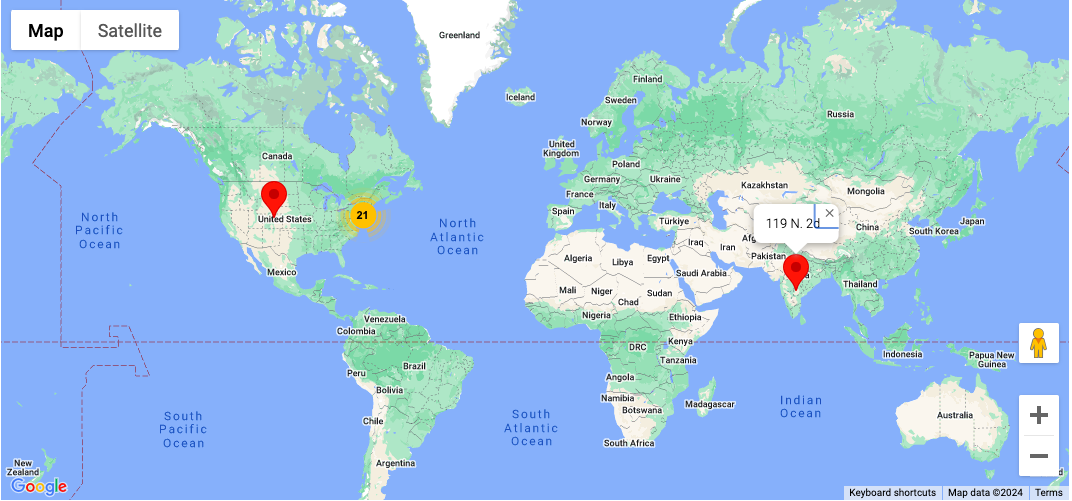 Map
Satellite
Greenland
Iceland
Finland
Sweden
Norway
Russia
United
Kingdom
Canada
Poland
Germany
Ukraine
France
Kazakhstan
Mongolia
Italy
Spain
United States
21
North
Pacific
Ocean
North
Atlantic
Ocean
Türkiye
119 N. 2d
China
Japan
South Korea
Iraq
Iran
Afg
Pakistan
Algeria
Libya
Egypt
Saudi Arabia
Mexico
Mali
Niger
Chad
Sudan
Thailand
Nigeria
Ethiopia
Venezuela
Colombia
DRC
Kenya
Tanzania
Indonesia
Papua New
Guinea
Peru
Brazil
Bolivia
Angola
Namibia
Botswana
Madagascar
Indian
Ocean
South
Pacific
Ocean
South
Atlantic
Ocean
Chile
Australia
South Africa
Argentina
New
Zealand
Google
Keyboard shortcuts
Map data ©2024
Terms